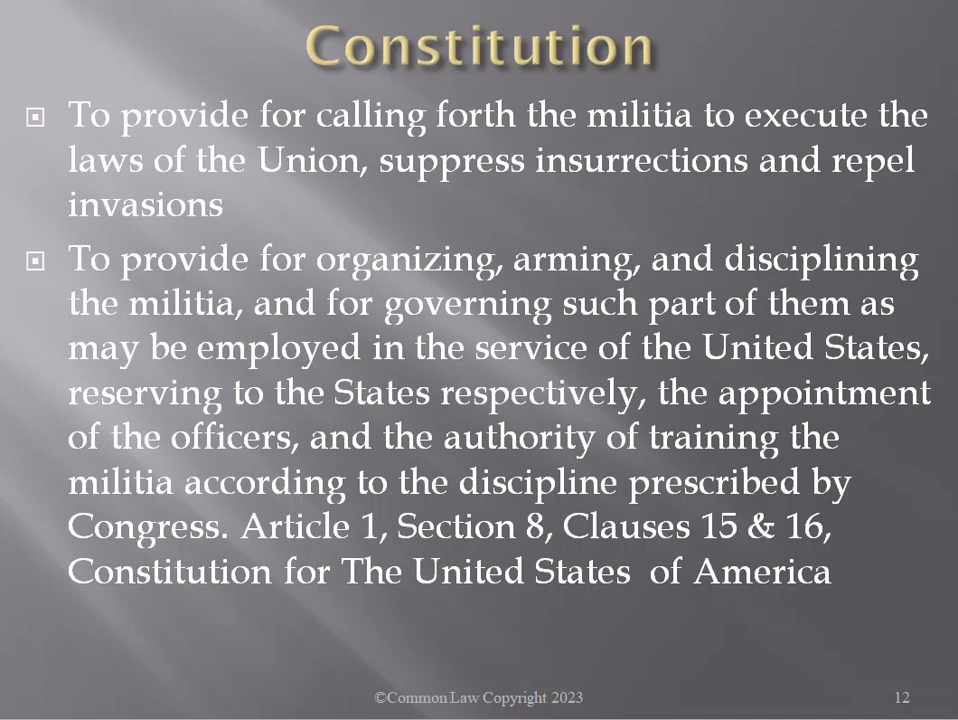 Constitution
To provide for calling forth the militia to execute the
laws of the Union, suppress insurrections and repel
invasions
To provide for organizing, arming, and disciplining
the militia, and for governing such part of them as
may be employed in the service of the United States,
reserving to the States respectively, the appointment
of the officers, and the authority of training the
militia according to the discipline prescribed by
Congress. Article 1, Section 8, Clauses 15 & 16,
Constitution for The United States  of America
©Common Law Copyright 2023 12